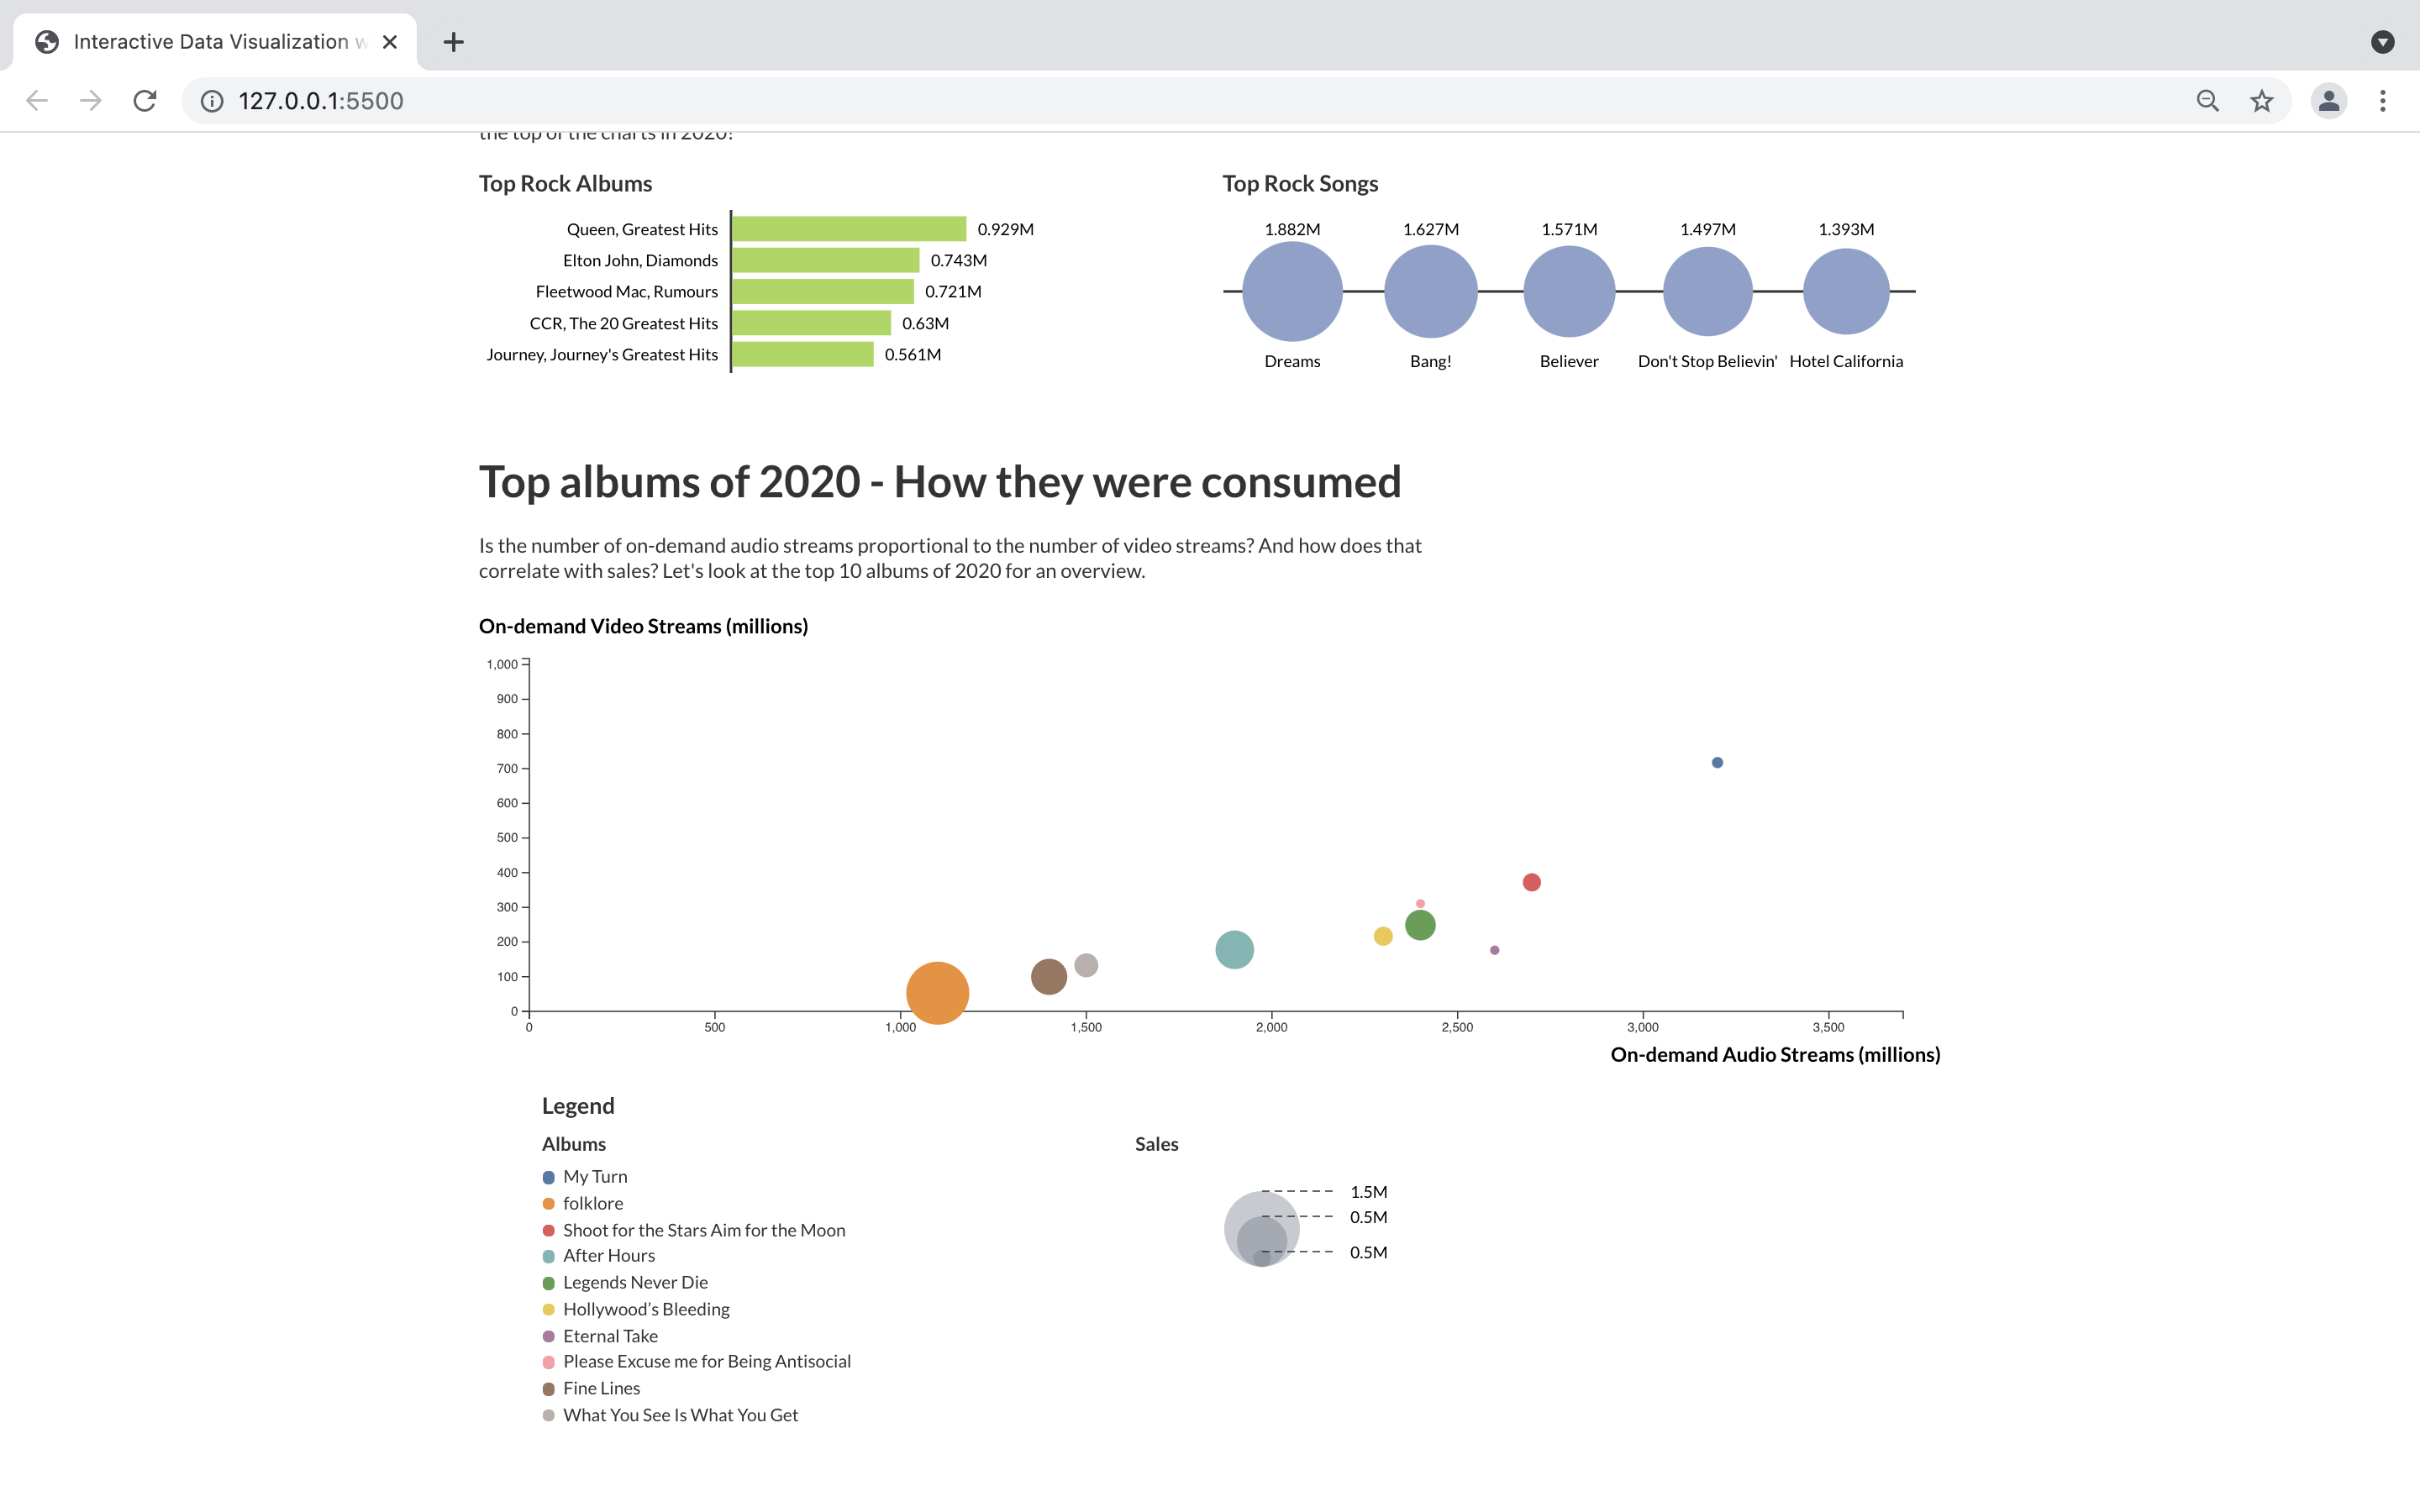 Interactive Data Visualization w
127.0.0.1:5500
the top of the charts in 2020!
Top Rock Albums
Queen, Greatest Hits 0.929M
Elton John, Diamonds 0.743M
Fleetwood Mac, Rumours 0.721M
CCR, The 20 Greatest Hits 0.63M
Journey, Journey's Greatest Hits 0.561M
Top Rock Songs
1.882M 1.627M 1.571M 1.497M 1.393M
Dreams Bang! Believer Don't Stop Believin' Hotel California
Top albums of 2020 - How they were consumed
Is the number of on-demand audio streams proportional to the number of video streams? And how does that
correlate with sales? Let's look at the top 10 albums of 2020 for an overview.
On-demand Video Streams (millions)
1,000
900
800
700
600
500
400
300
200
100
0
0 500 1,000 1,500 2,000 2,500 3,000 3,500
On-demand Audio Streams (millions)
Legend
Albums
My Turn
folklore
Shoot for the Stars Aim for the Moon
After Hours
Legends Never Die
Hollywood's Bleeding
Eternal Take
Please Excuse me for Being Antisocial
Fine Lines
What You See Is What You Get
Sales
1.5M
0.5M
0.5M